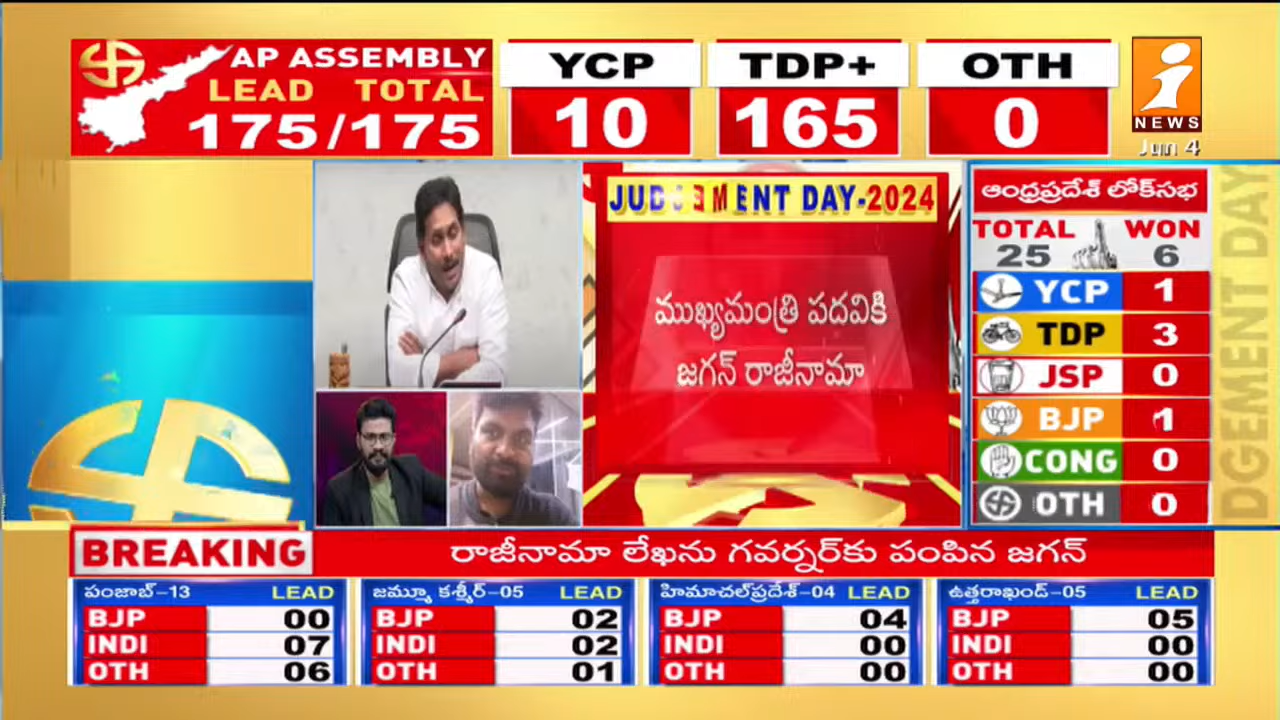 AP ASSEMBLY
LEAD TOTAL
175/175
YCP
10
TDP+
165
OTH
0
i
NEWS
Jun 4
JUDJEMENT DAY-2024
ముఖ్యమంత్రి పదవికి
జగన్ రాజీనామా
ఆంధ్రప్రదేశ్ లోక్‌సభ
TOTAL WON
25 6
YCP 1
TDP 3
JSP 0
BJP 1
CONG 0
OTH 0
DGEMENT DAY
BREAKING
రాజీనామా లేఖను గవర్నర్‌కు పంపిన జగన్
పంజాబ్-13 LEAD
BJP 00
INDI 07
OTH 06
జమ్మూ కశ్మీర్-05 LEAD
BJP 02
INDI 02
OTH 01
హిమాచల్‌ప్రదేశ్-04 LEAD
BJP 04
INDI 00
OTH 00
ఉత్తరాఖండ్-05 LEAD
BJP 05
INDI 00
OTH 00